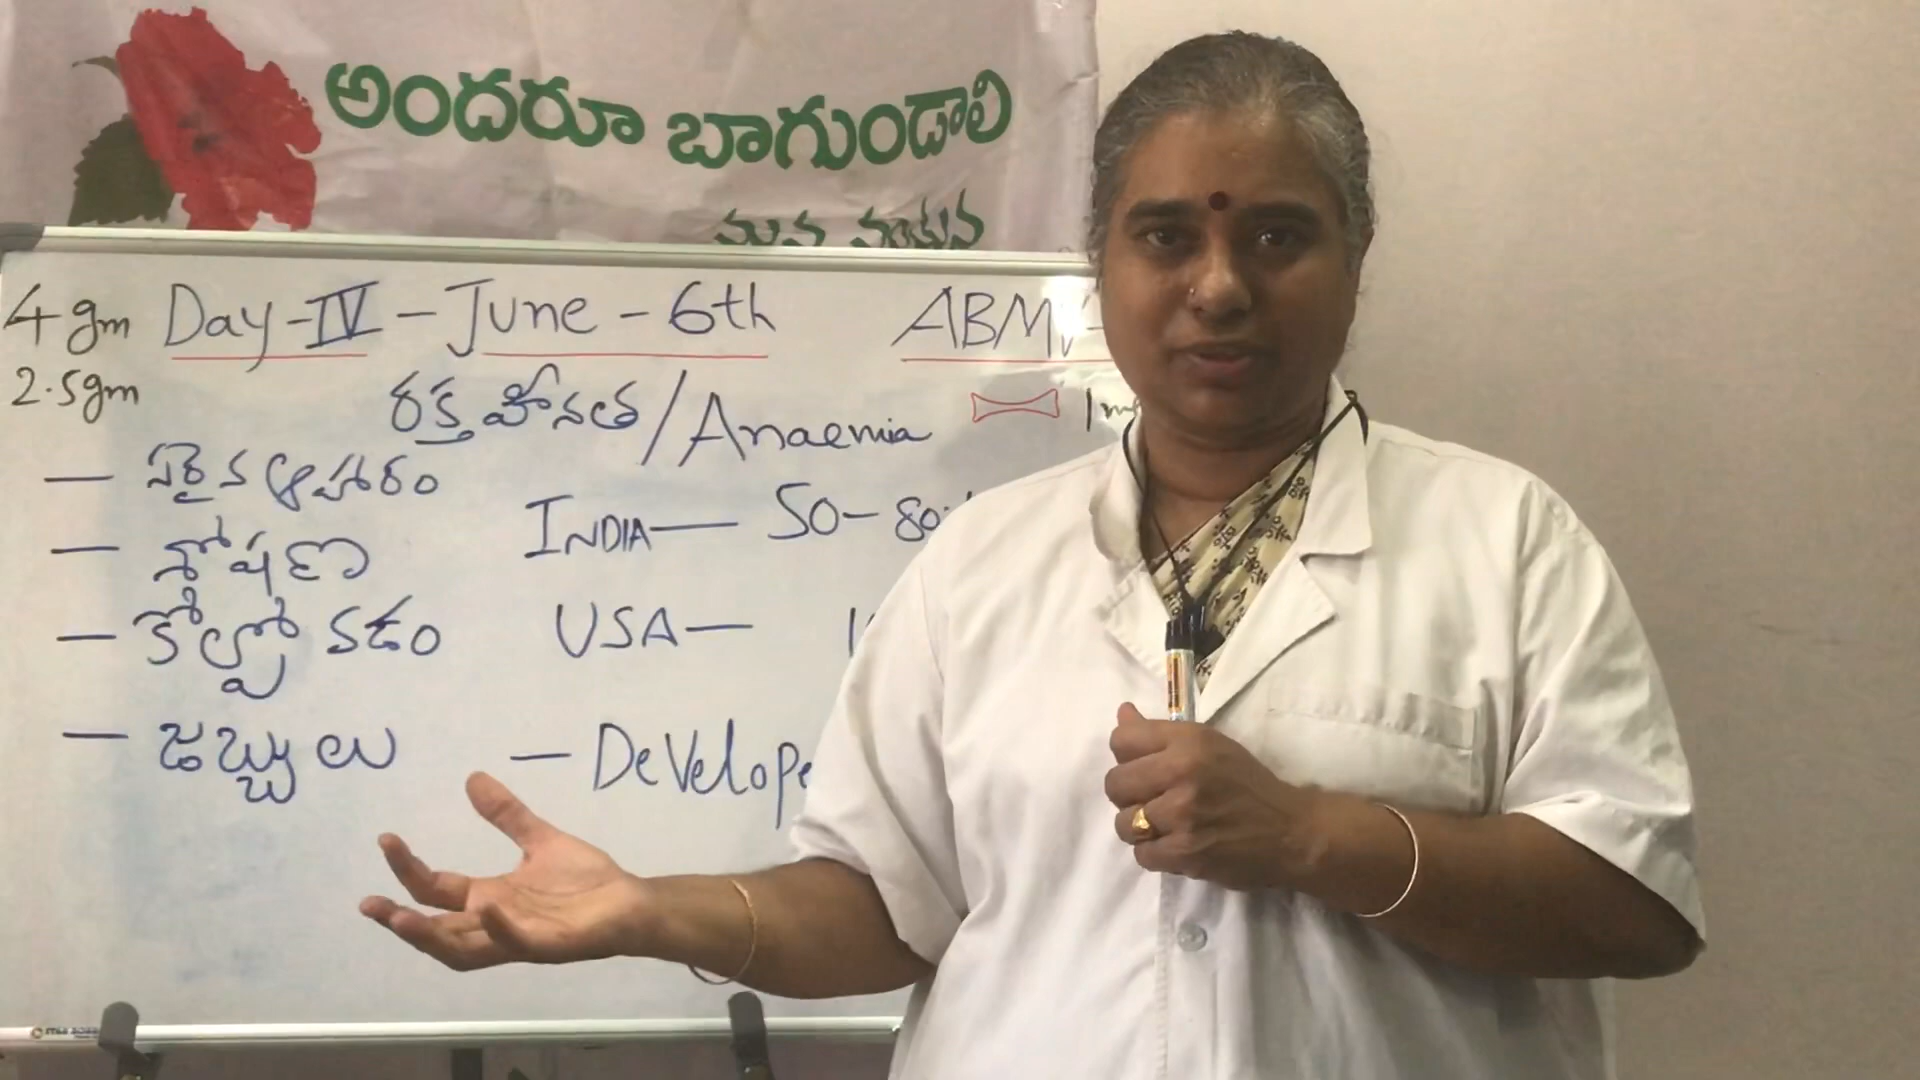 అందరూ బాగుండాలి
మన
4 gm Day-IV - June - 6th ABMV -
2.5gm
రక్తహీనత/Anaemia
— సరైన ఆహారం
INDIA — 50-80
— శోషణ
USA —
— కోల్పోవడం
— జబ్బులు
— Develope